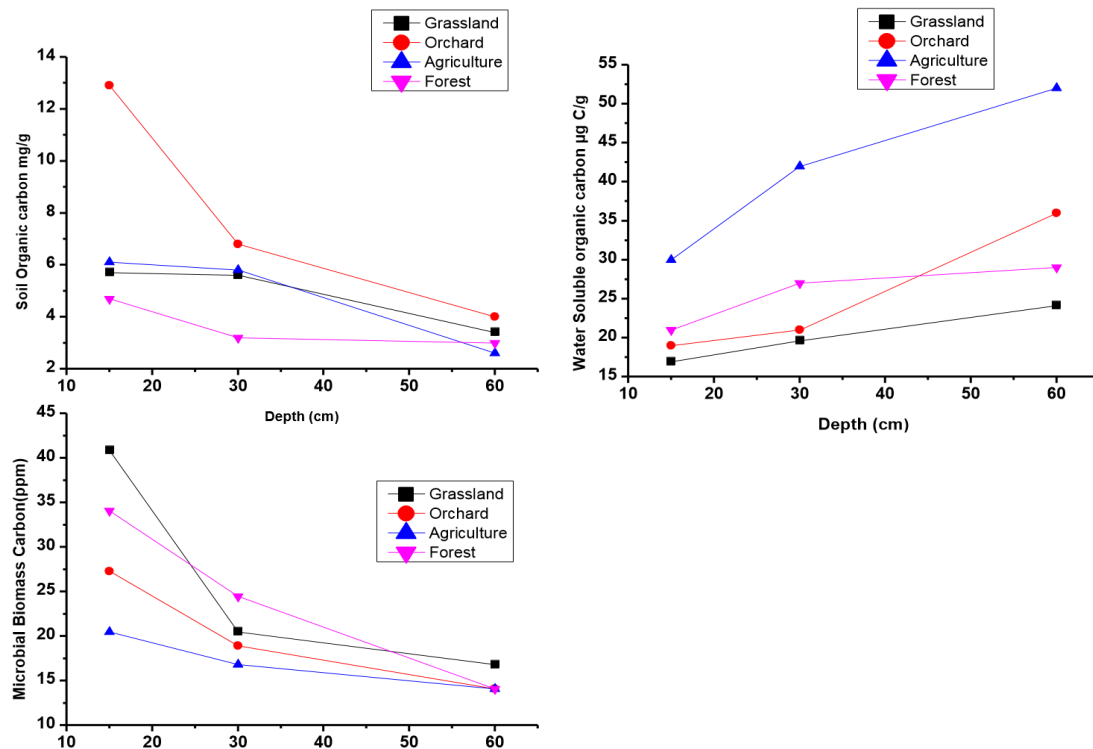 Grassland
Orchard
Agriculture
Forest
14
12
10
8
6
4
2
Soil Organic carbon mg/g
10 20 30 40 50 60
Depth (cm)
Grassland
Orchard
Agriculture
Forest
55
50
45
40
35
30
25
20
15
Water Soluble organic carbon µg C/g
10 20 30 40 50 60
Depth (cm)
45
40
35
30
25
20
15
10
Microbial Biomass Carbon(ppm)
Grassland
Orchard
Agriculture
Forest
10 20 30 40 50 60